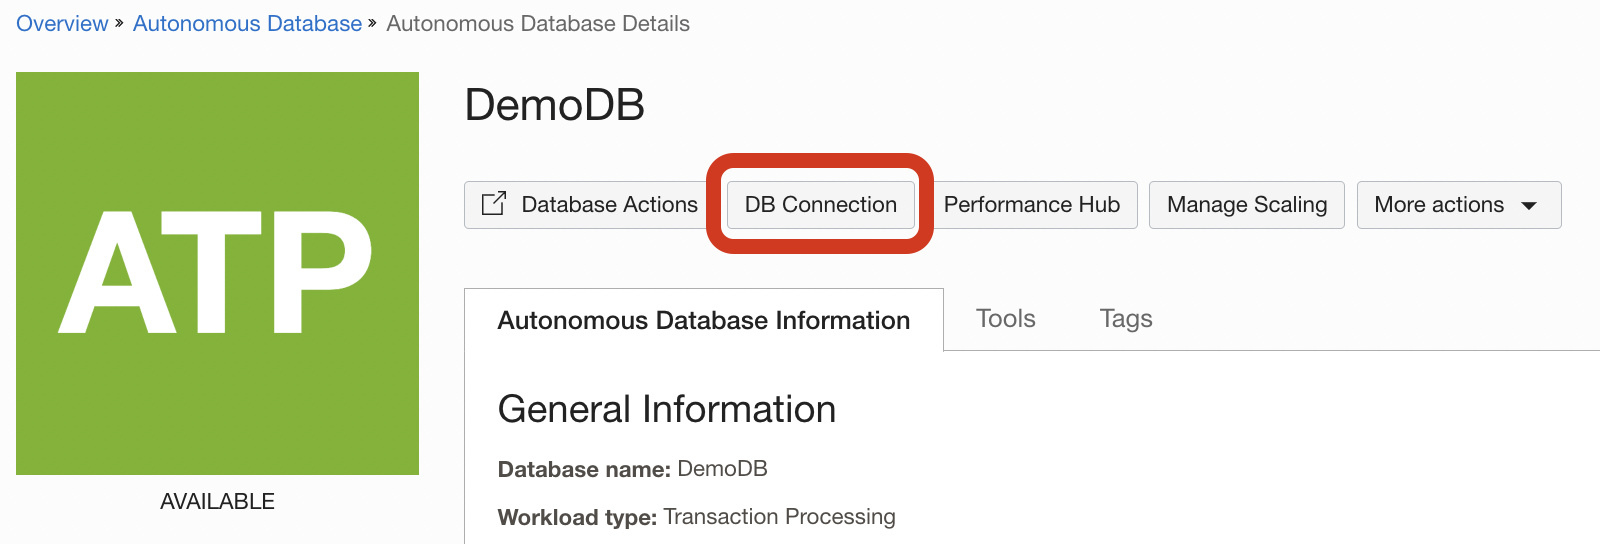 Overview » Autonomous Database » Autonomous Database Details
ATP
AVAILABLE
DemoDB
Database Actions DB Connection Performance Hub Manage Scaling More actions
Autonomous Database Information Tools Tags
General Information
Database name: DemoDB
Workload type: Transaction Processing